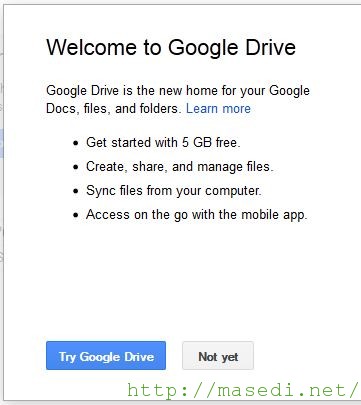 Welcome to Google Drive
Google Drive is the new home for your Google
Docs, files, and folders. Learn more
• Get started with 5 GB free.
• Create, share, and manage files.
• Sync files from your computer.
• Access on the go with the mobile app.
Try Google Drive Not yet
http://masedi.net/